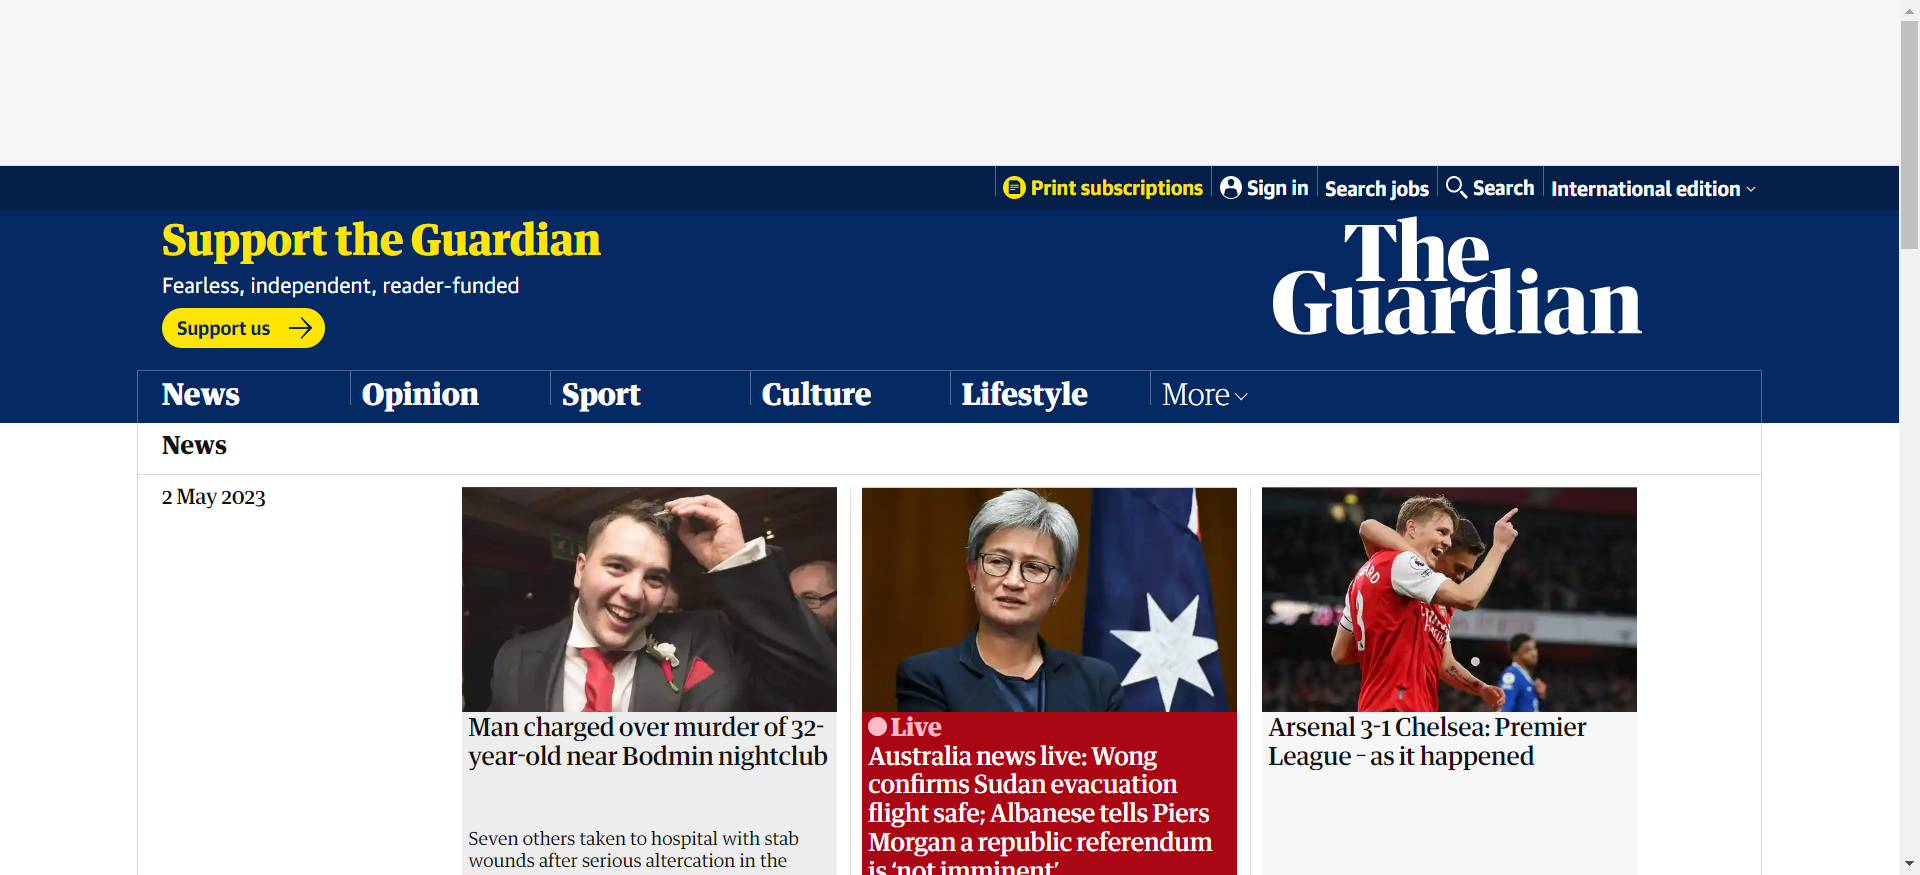 Print subscriptions
Sign in
Search jobs
Search
International edition
Support the Guardian
Fearless, independent, reader-funded
Support us
The
Guardian
News
Opinion
Sport
Culture
Lifestyle
More
News
2 May 2023
Man charged over murder of 32-
year-old near Bodmin nightclub
Seven others taken to hospital with stab
wounds after serious altercation in the
Live
Australia news live: Wong
confirms Sudan evacuation
flight safe; Albanese tells Piers
Morgan a republic referendum
is ‘not imminent’
Arsenal 3-1 Chelsea: Premier
League – as it happened